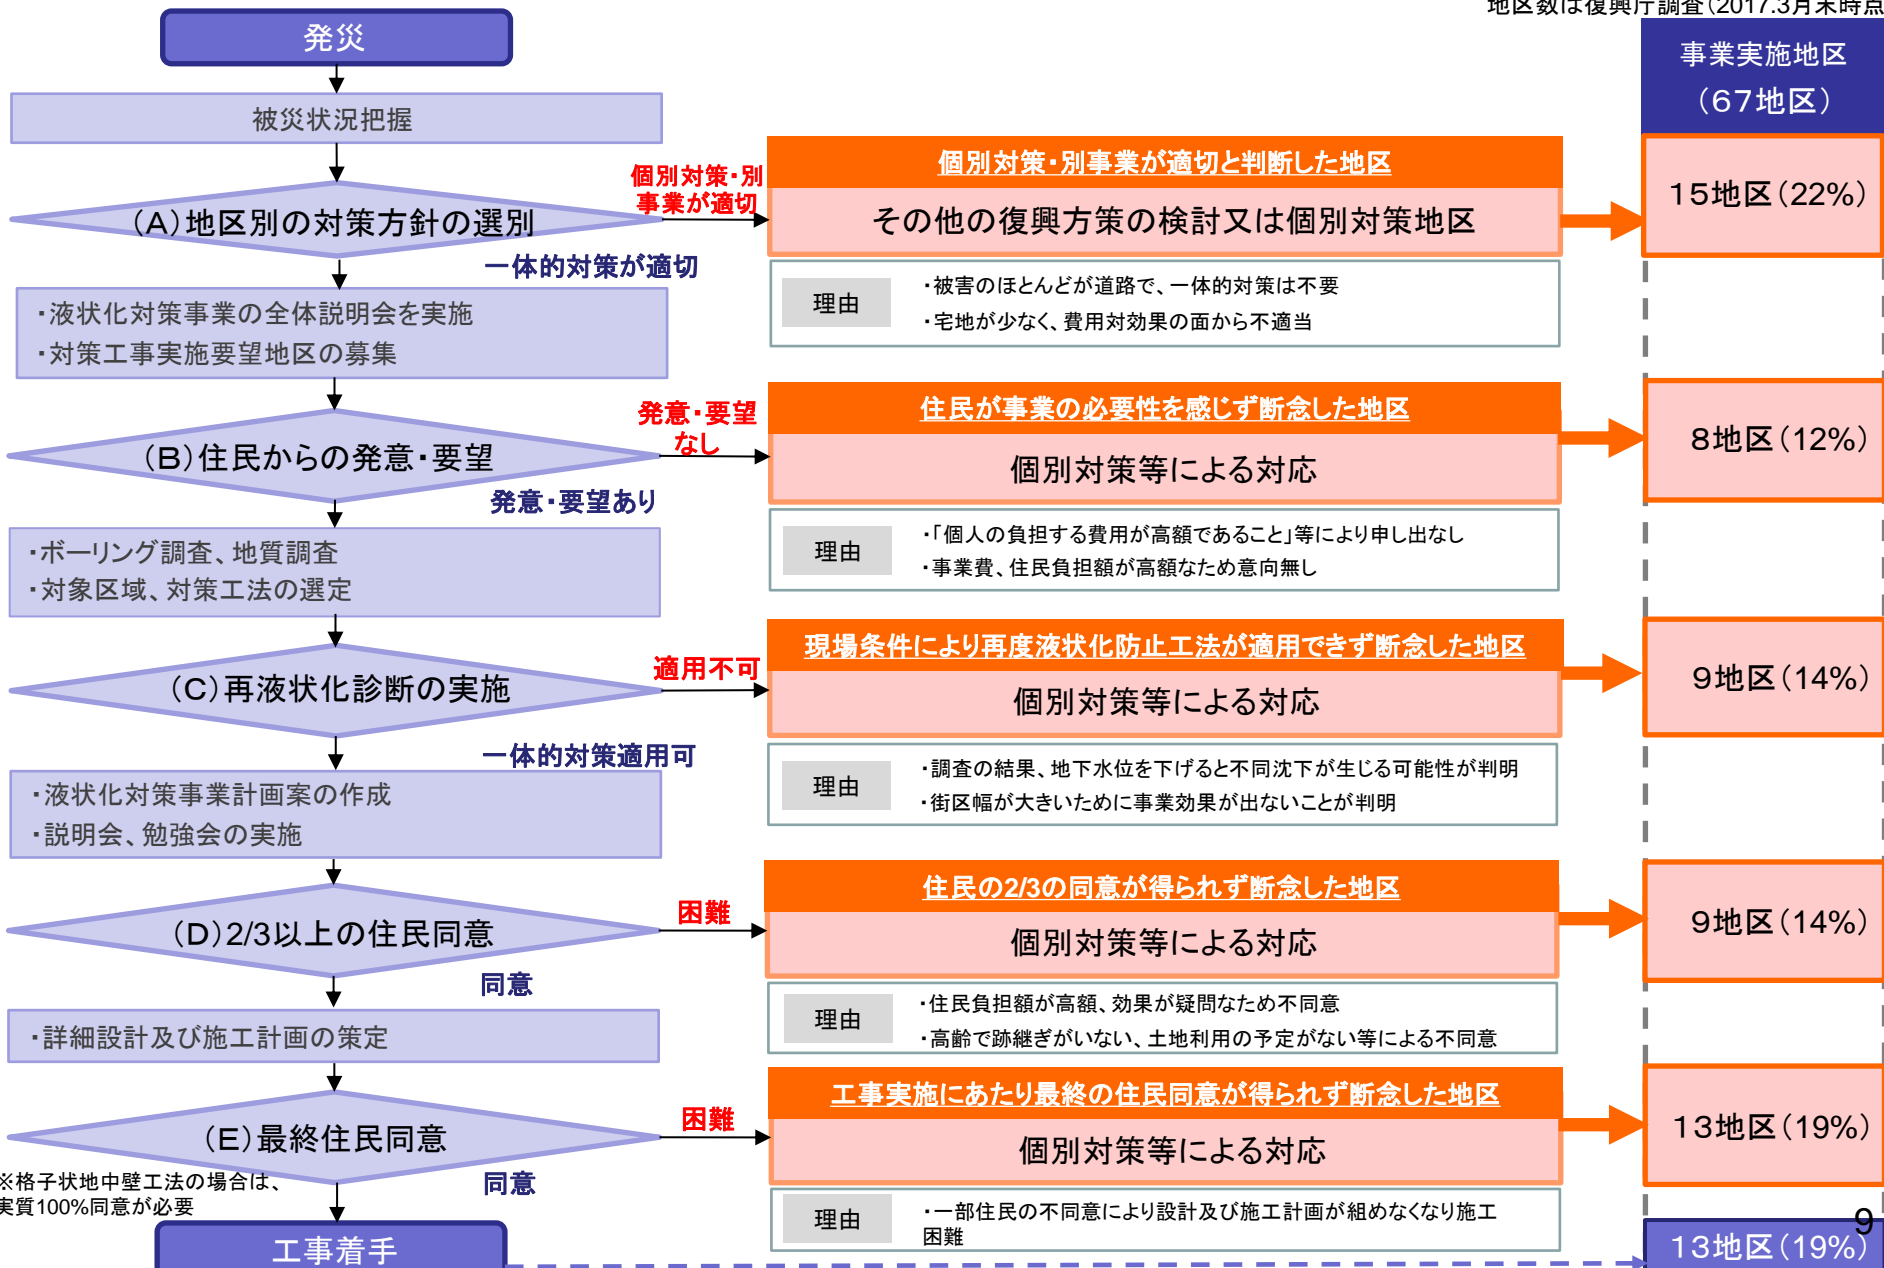 地区数は復興庁調査(2017.3月末時点
発災
事業実施地区
(67地区)
被災状況把握
(A)地区別の対策方針の選別
個別対策・別
事業が適切
個別対策・別事業が適切と判断した地区
その他の復興方策の検討又は個別対策地区
15地区(22%)
一体的対策が適切
理由
・被害のほとんどが道路で、一体的対策は不要
・宅地が少なく、費用対効果の面から不適当
・液状化対策事業の全体説明会を実施
・対策工事実施要望地区の募集
(B)住民からの発意・要望
発意・要望
なし
住民が事業の必要性を感じず断念した地区
個別対策等による対応
8地区(12%)
発意・要望あり
理由
・「個人の負担する費用が高額であること」等により申し出なし
・事業費、住民負担額が高額なため意向無し
・ボーリング調査、地質調査
・対象区域、対策工法の選定
(C)再液状化診断の実施
適用不可
現場条件により再度液状化防止工法が適用できず断念した地区
個別対策等による対応
9地区(14%)
一体的対策適用可
理由
・調査の結果、地下水位を下げると不同沈下が生じる可能性が判明
・街区幅が大きいために事業効果が出ないことが判明
・液状化対策事業計画案の作成
・説明会、勉強会の実施
(D)2/3以上の住民同意
困難
住民の2/3の同意が得られず断念した地区
個別対策等による対応
9地区(14%)
同意
理由
・住民負担額が高額、効果が疑問なため不同意
・高齢で跡継ぎがいない、土地利用の予定がない等による不同意
・詳細設計及び施工計画の策定
(E)最終住民同意
困難
工事実施にあたり最終の住民同意が得られず断念した地区
個別対策等による対応
13地区(19%)
※格子状地中壁工法の場合は、
実質100%同意が必要
同意
理由
・一部住民の不同意により設計及び施工計画が組めなくなり施工
困難
工事着手
13地区(19%)
9